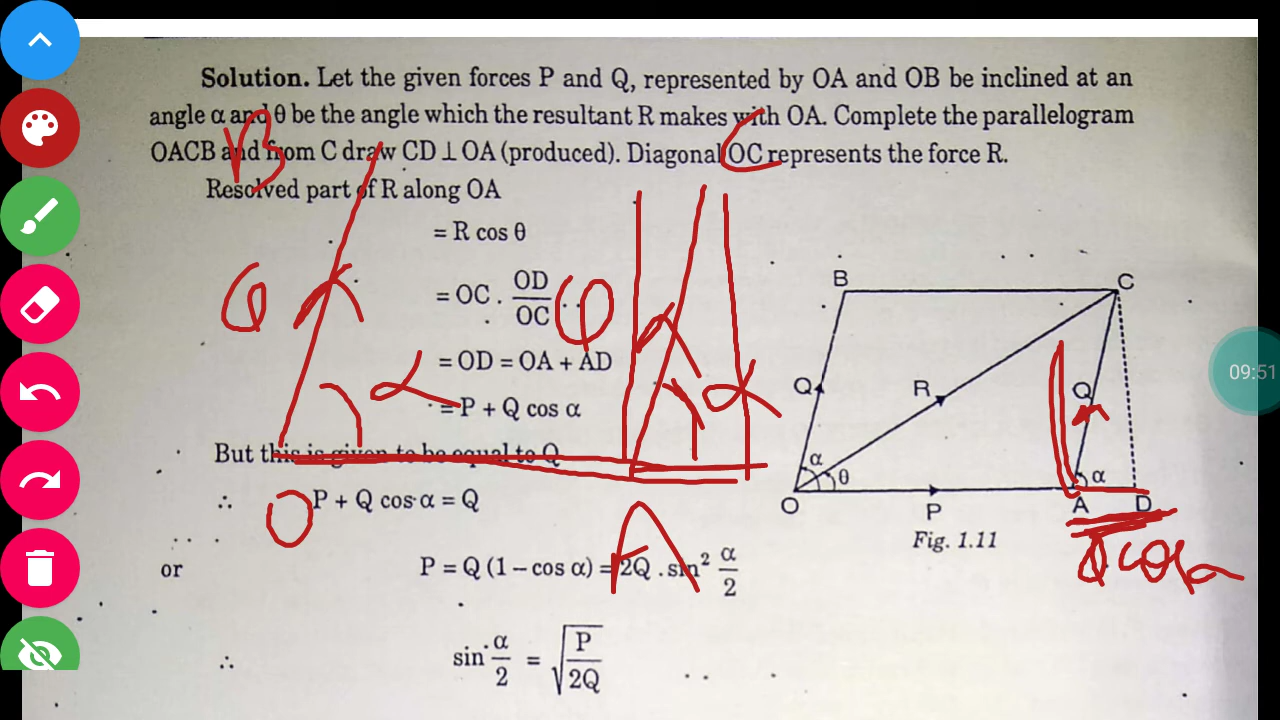 Solution. Let the given forces P and Q, represented by OA and OB be inclined at an
angle α and θ be the angle which the resultant R makes with OA. Complete the parallelogram
OACB and from C draw CD ⊥ OA (produced). Diagonal OC represents the force R.
Resolved part of R along OA
= R cos θ
= OC . OD/OC
= OD = OA + AD
= P + Q cos α
But this is given to be equal to Q
∴ P + Q cos α = Q
or P = Q (1 – cos α) = 2Q . sin² α/2
∴ sin α/2 = √(P/2Q)
B C
Q R Q
α θ α
O P A D
Fig. 1.11
B C
Q α Q α
O A
Q cos α
09:51